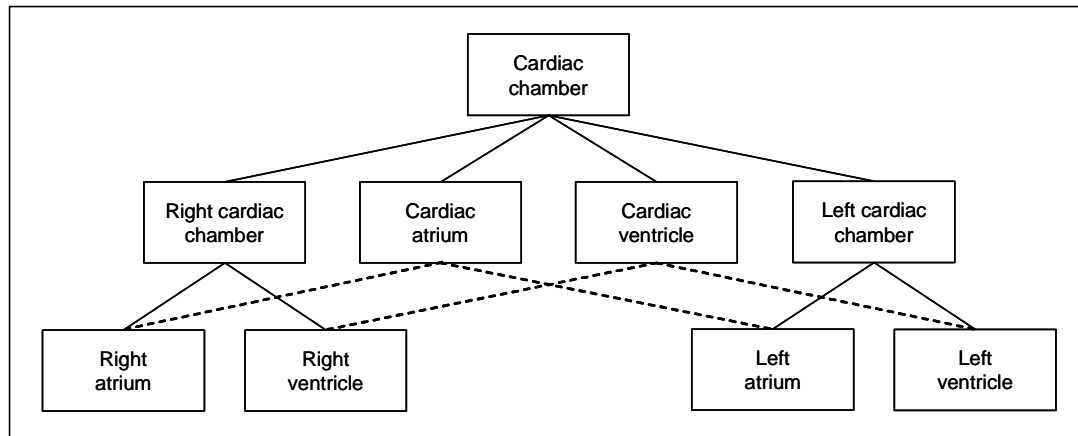 Cardiac
chamber
Right cardiac
chamber
Cardiac
atrium
Cardiac
ventricle
Left cardiac
chamber
Right
atrium
Right
ventricle
Left
atrium
Left
ventricle